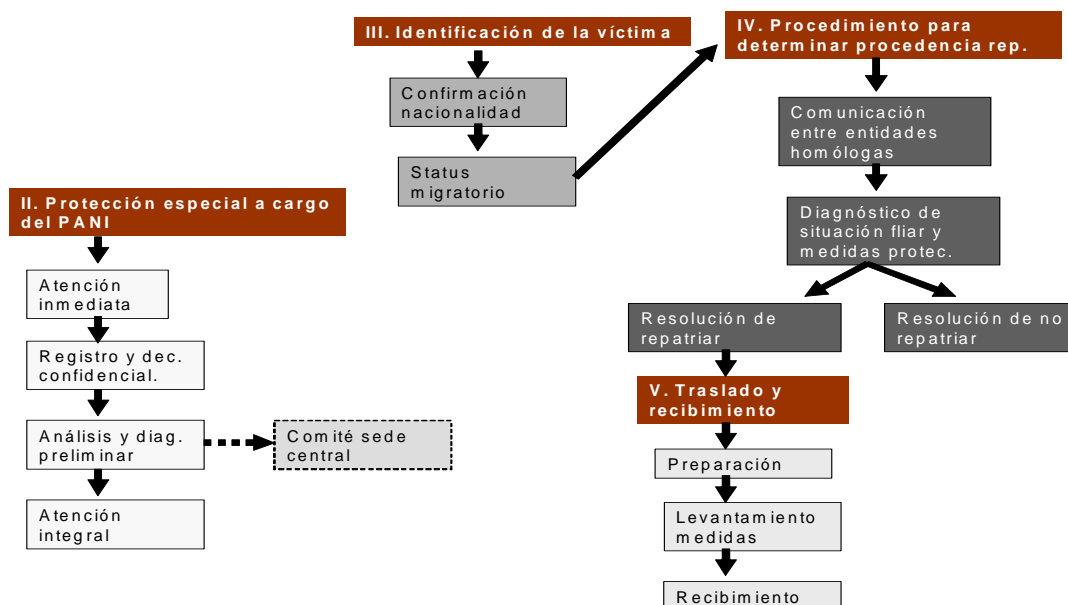 II. Protección especial a cargo
del PANI
Atención
inmediata
Registro y dec.
confidencial.
Análisis y diag.
preliminar
Comité sede
central
Atención
integral
III. Identificación de la víctima
Confirmación
nacionalidad
Status
migratorio
IV. Procedimiento para
determinar procedencia rep.
Comunicación
entre entidades
homólogas
Diagnóstico de
situación fliar y
medidas protec.
Resolución de
repatriar
Resolución de no
repatriar
V. Traslado y
recibimiento
Preparación
Levantamiento
medidas
Recibimiento